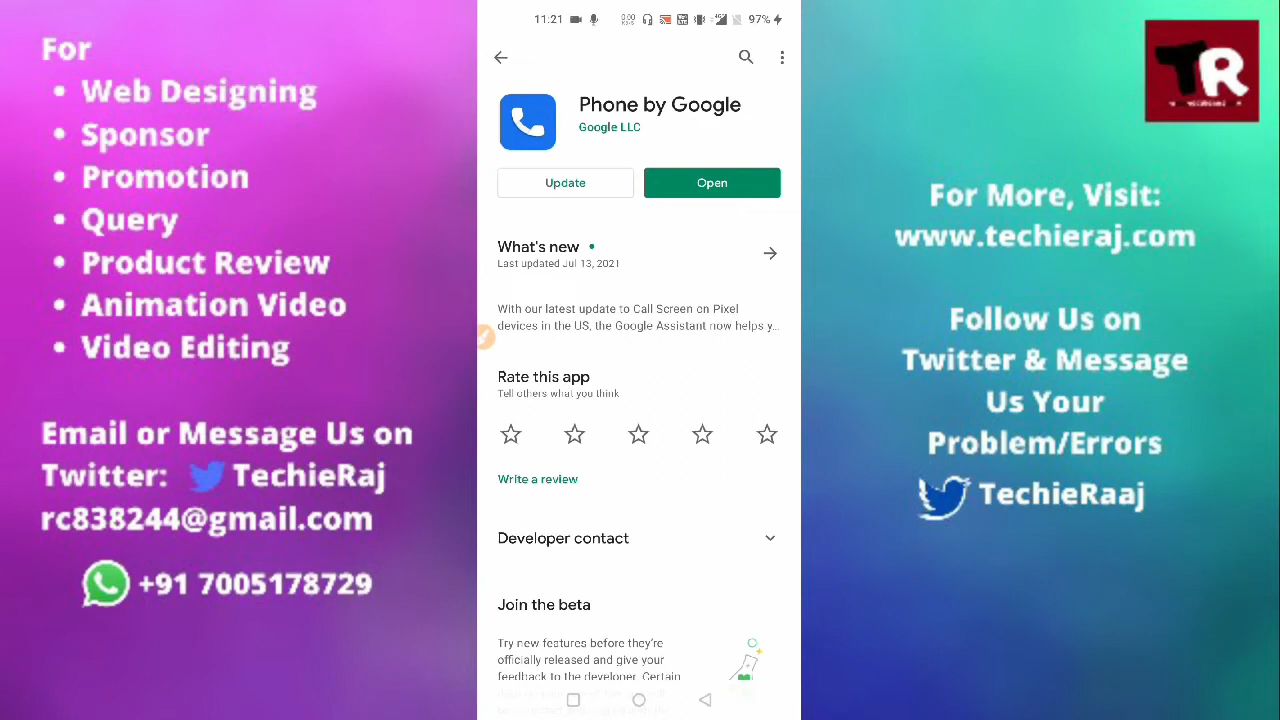 For
• Web Designing
• Sponsor
• Promotion
• Query
• Product Review
• Animation Video
• Video Editing
Email or Message Us on
Twitter: TechieRaj
rc838244@gmail.com
+91 7005178729
11:21
97%
Phone by Google
Google LLC
Update
Open
What's new
Last updated Jul 13, 2021
With our latest update to Call Screen on Pixel
devices in the US, the Google Assistant now helps y...
Rate this app
Tell others what you think
Write a review
Developer contact
Join the beta
Try new features before they're
officially released and give your
feedback to the developer. Certain
TR
For More, Visit:
www.techieraj.com
Follow Us on
Twitter & Message
Us Your
Problem/Errors
TechieRaaj